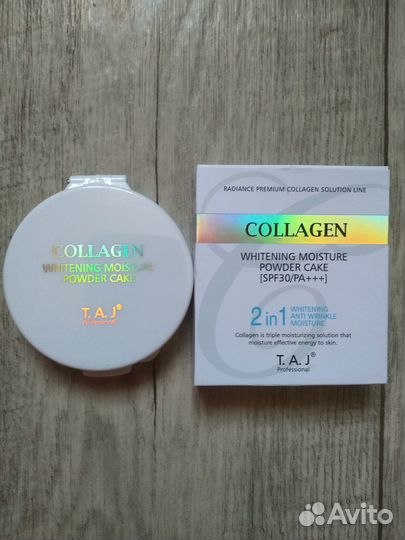 COLLAGEN
WHITENING MOISTURE
POWDER CAKE
T. A. J®
Professional
RADIANCE PREMIUM COLLAGEN SOLUTION LINE
COLLAGEN
WHITENING MOISTURE
POWDER CAKE
[SPF30/PA+++]
2 in 1
WHITENING
ANTI WRINKLE
MOISTURE
Collagen is triple moisturizing solution that
moisture effective energy to skin.
T. A. J®
Professional
Avito